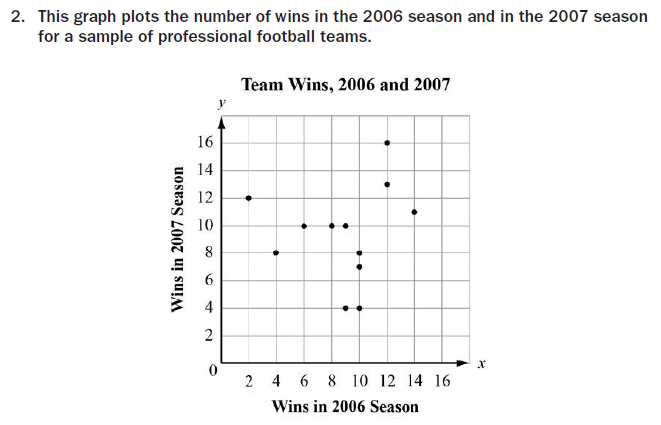 2. This graph plots the number of wins in the 2006 season and in the 2007 season
for a sample of professional football teams.
Team Wins, 2006 and 2007
y
Wins in 2007 Season
16
14
12
10
8
6
4
2
0
2 4 6 8 10 12 14 16
x
Wins in 2006 Season